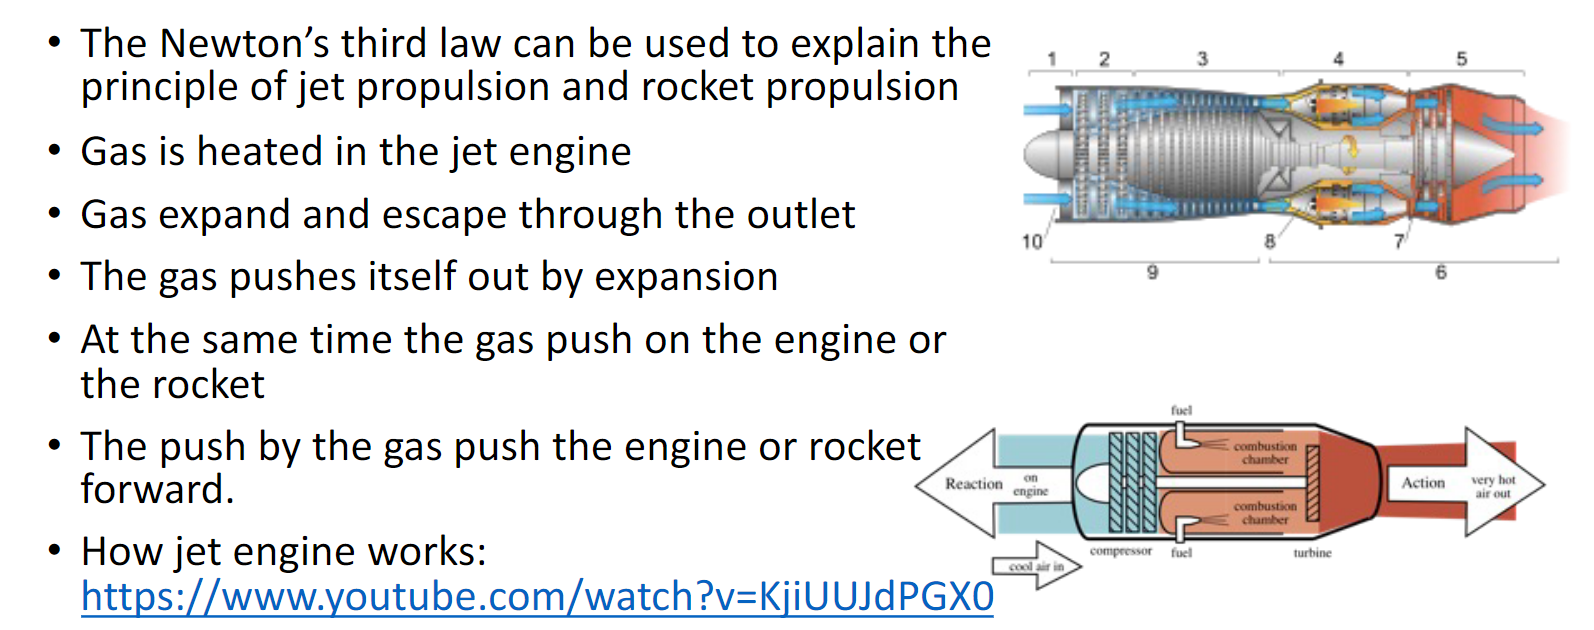 • The Newton’s third law can be used to explain the
principle of jet propulsion and rocket propulsion
• Gas is heated in the jet engine
• Gas expand and escape through the outlet
• The gas pushes itself out by expansion
• At the same time the gas push on the engine or
the rocket
• The push by the gas push the engine or rocket
forward.
• How jet engine works:
https://www.youtube.com/watch?v=KjiUUJdPGX0
1 2 3 4 5
10 8 7
9 6
fuel
combustion
chamber
Reaction
on
engine
Action
very hot
air out
combustion
chamber
compressor
fuel
turbine
cool air in